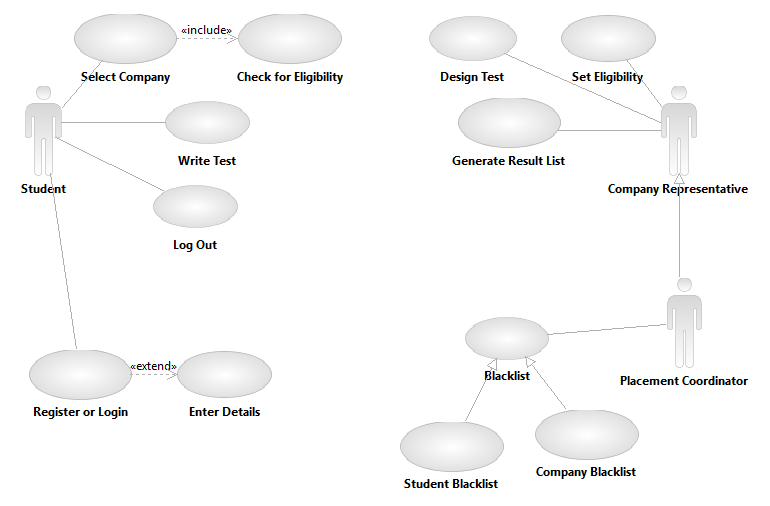 «include»
Select Company
Check for Eligibility
Design Test
Set Eligibility
Write Test
Generate Result List
Student
Company Representative
Log Out
«extend»
Blacklist
Placement Coordinator
Register or Login
Enter Details
Company Blacklist
Student Blacklist